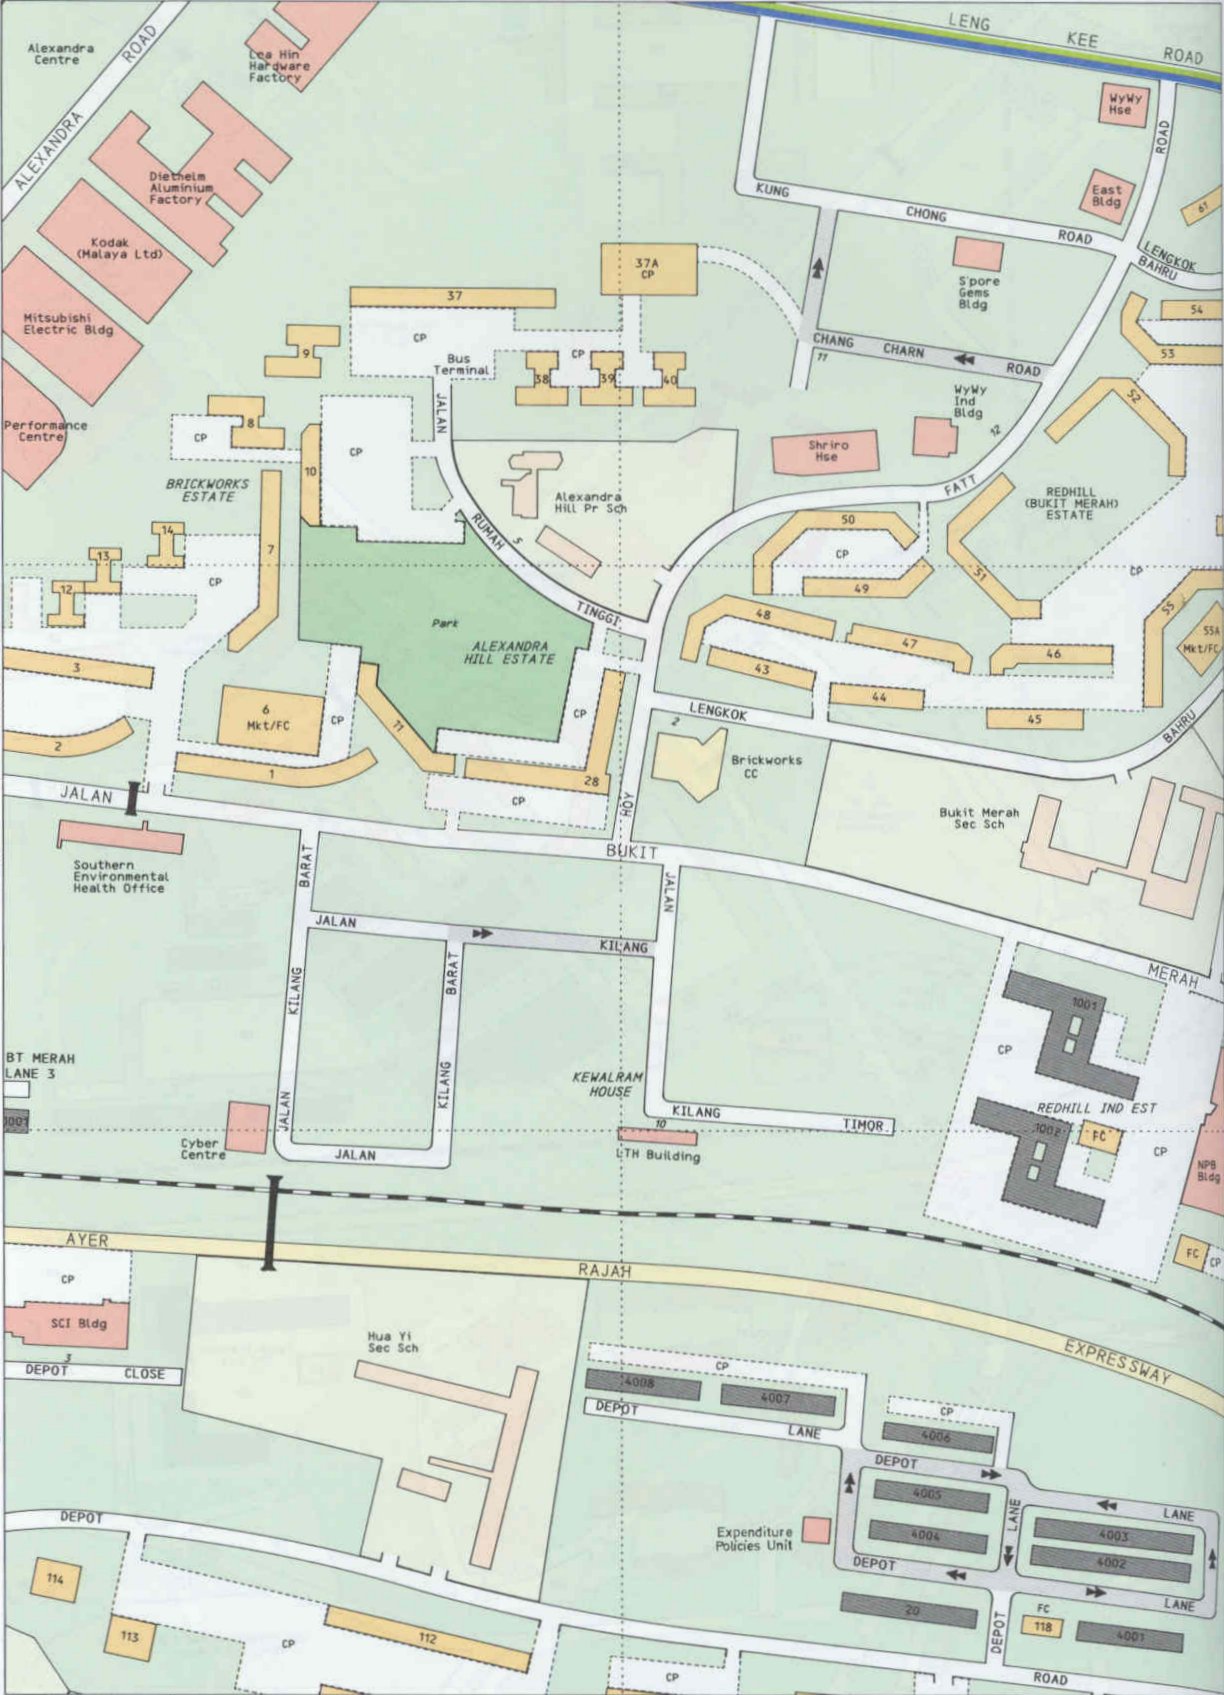 LENG
KEE
ROAD
Alexandra
Centre
ROAD
ALEXANDRA
Lea Hin
Hardware
Factory
WyWy
Hse
ROAD
Diethelm
Aluminium
Factory
East
Bldg
61
KUNG
CHONG
ROAD
Kodak
(Malaya Ltd)
LENGKOK
BAHRU
37A
CP
S'pore
Gems
Bldg
37
54
Mitsubishi
Electric Bldg
CP
Bus
Terminal
CP
9
CHANG
CHARN
ROAD
11
53
38
39
40
52
JALAN
WyWy
Ind
Bldg
12
Performance
Centre
8
CP
CP
Shriro
Hse
10
BRICKWORKS
ESTATE
Alexandra
Hill Pr Sch
FATT
REDHILL
(BUKIT MERAH)
ESTATE
RUMAH
5
50
14
13
12
7
CP
CP
49
51
CP
TINGGI
48
55
55A
Mkt/FC
Park
ALEXANDRA
HILL ESTATE
47
46
3
43
44
45
6
Mkt/FC
CP
11
CP
LENGKOK
2
BAHRU
2
1
28
Brickworks
CC
JALAN
CP
HOY
Bukit Merah
Sec Sch
BUKIT
Southern
Environmental
Health Office
BARAT
JALAN
JALAN
KILANG
MERAH
KILANG
BARAT
1001
CP
BT MERAH
LANE 3
KEWALRAM
HOUSE
KILANG
JALAN
KILANG
TIMOR
10
REDHILL IND EST
1002
FC
CP
Cyber
Centre
JALAN
LTH Building
NPB
Bldg
AYER
RAJAH
FC
CP
CP
SCI Bldg
Hua Yi
Sec Sch
EXPRESSWAY
3
DEPOT
CLOSE
CP
4008
4007
DEPOT
LANE
CP
4006
DEPOT
4005
LANE
LANE
4004
4003
4002
DEPOT
Expenditure
Policies Unit
DEPOT
LANE
114
20
FC
118
4001
113
112
CP
DEPOT
CP
ROAD